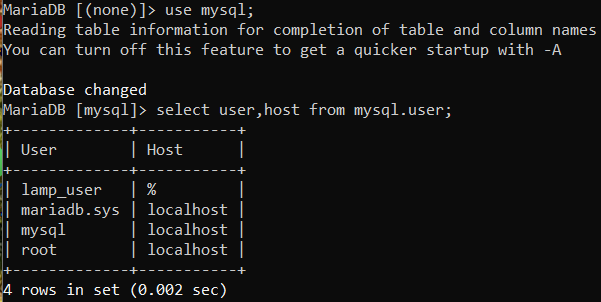 MariaDB [(none)]> use mysql;
Reading table information for completion of table and column names
You can turn off this feature to get a quicker startup with -A

Database changed
MariaDB [mysql]> select user,host from mysql.user;
+-------------+-----------+
| User        | Host      |
+-------------+-----------+
| lamp_user   | %         |
| mariadb.sys | localhost |
| mysql       | localhost |
| root        | localhost |
+-------------+-----------+
4 rows in set (0.002 sec)